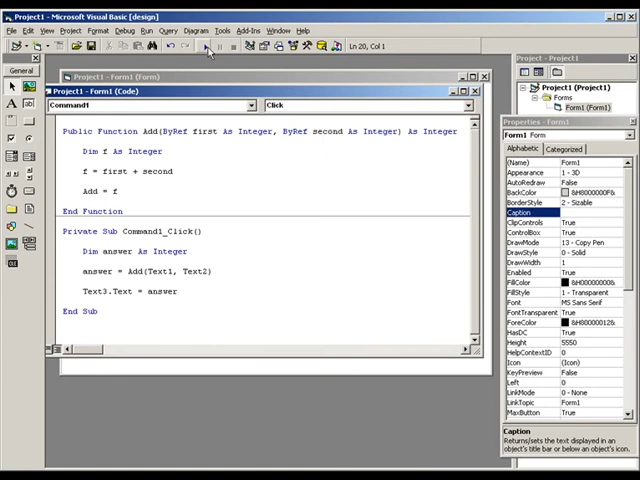 Project1 - Microsoft Visual Basic [design]
File Edit View Project Format Debug Run Query Diagram Tools Add-Ins Window Help
Ln 20, Col 1
General
Project1 - Form1 (Form)
Project1 - Form1 (Code)
Command1 Click
Public Function Add(ByRef first As Integer, ByRef second As Integer) As Integer
Dim f As Integer
f = first + second
Add = f
End Function
Private Sub Command1_Click()
Dim answer As Integer
answer = Add(Text1, Text2)
Text3.Text = answer
End Sub
Project - Project1
Project1 (Project1)
Forms
Form1 (Form1)
Properties - Form1
Form1 Form
Alphabetic Categorized
(Name) Form1
Appearance 1 - 3D
AutoRedraw False
BackColor &H8000000F&
BorderStyle 2 - Sizable
Caption
ClipControls True
ControlBox True
DrawMode 13 - Copy Pen
DrawStyle 0 - Solid
DrawWidth 1
Enabled True
FillColor &H00000000&
FillStyle 1 - Transparent
Font MS Sans Serif
FontTransparent True
ForeColor &H80000012&
HasDC True
Height 5550
HelpContextID 0
Icon (Icon)
KeyPreview False
Left 0
LinkMode 0 - None
LinkTopic Form1
MaxButton True
Caption
Returns/sets the text displayed in an
object's title bar or below an object's icon.